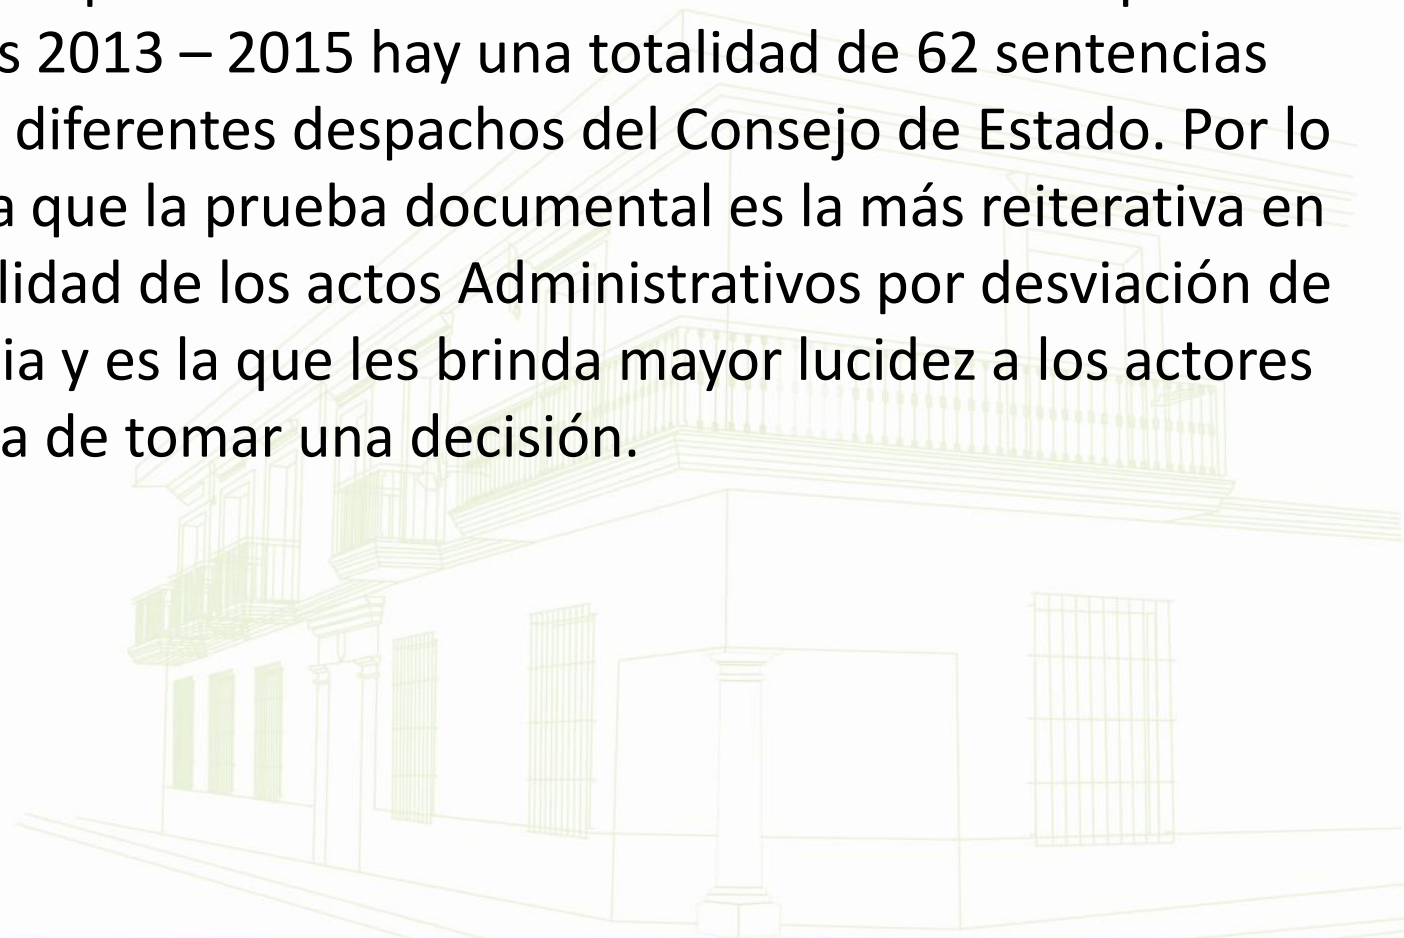 s 2013 – 2015 hay una totalidad de 62 sentencias
diferentes despachos del Consejo de Estado. Por lo
a que la prueba documental es la más reiterativa en
lidad de los actos Administrativos por desviación de
ia y es la que les brinda mayor lucidez a los actores
a de tomar una decisión.